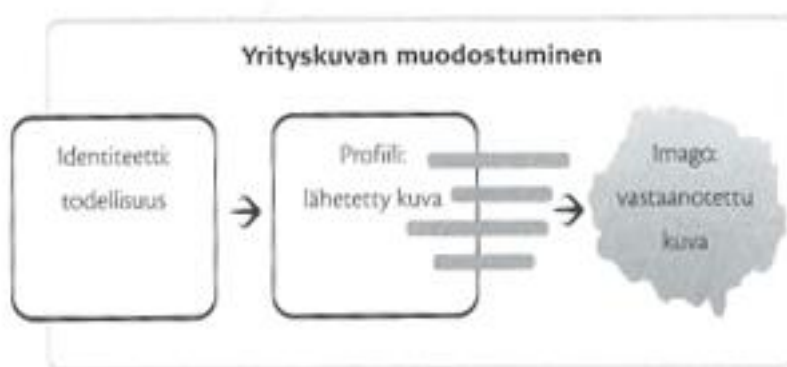 Yrityskuvan muodostuminen
Identiteetti:
todellisuus
Profiili:
lähetetty kuva
Imago:
vastaanotettu
kuva